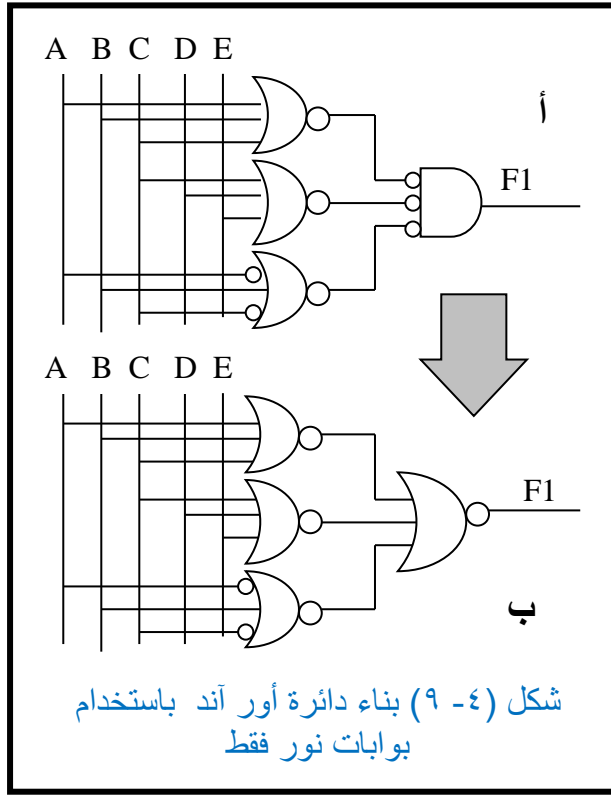 A B C D E
أ
F1
A B C D E
F1
ب
شكل (٤- ٩) بناء دائرة أور آند باستخدام
بوابات نور فقط